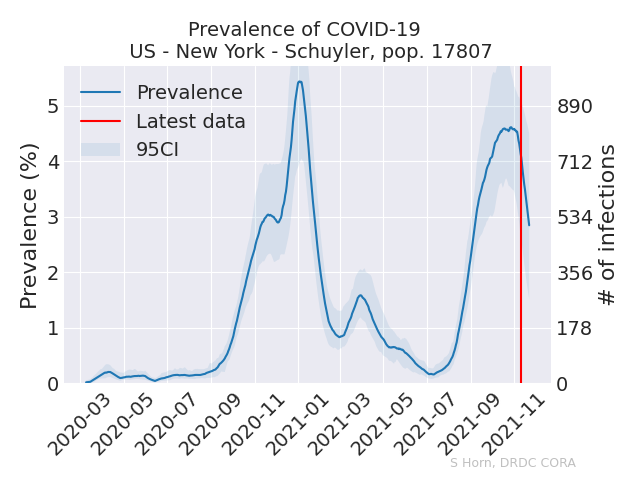 Prevalence of COVID-19
US - New York - Schuyler, pop. 17807
Prevalence
Latest data
95CI
Prevalence (%)
5
4
3
2
1
0
890
712
534
356
178
0
# of infections
2020-03
2020-05
2020-07
2020-09
2020-11
2021-01
2021-03
2021-05
2021-07
2021-09
2021-11
S Horn, DRDC CORA